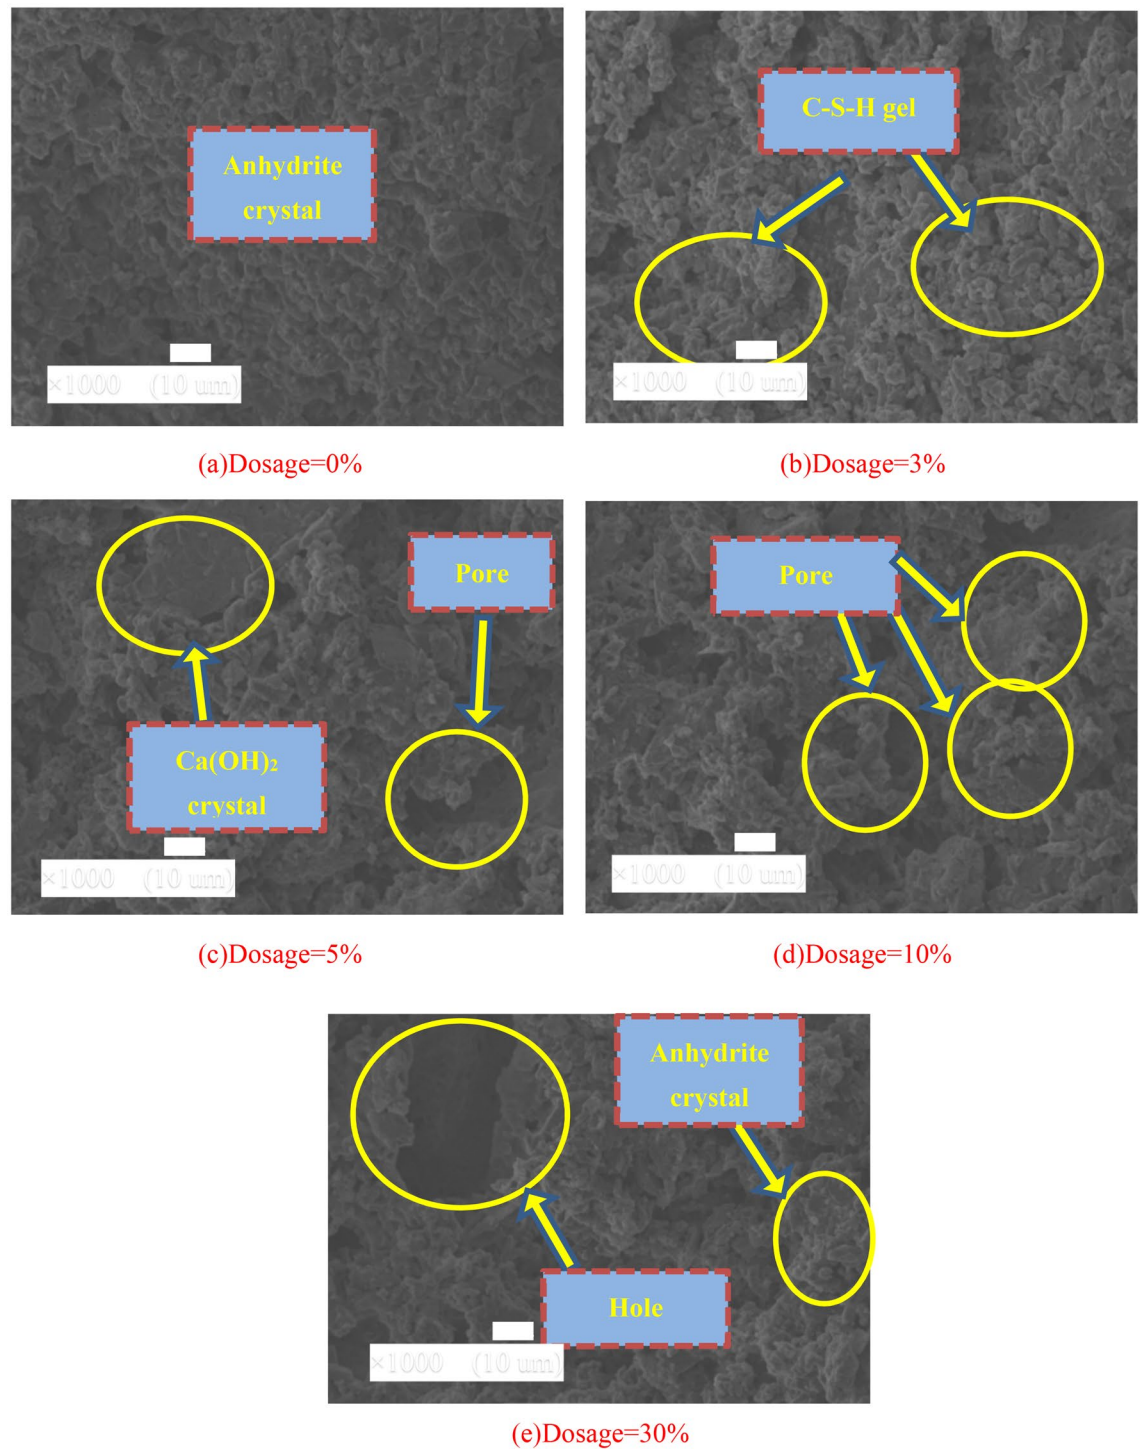 Anhydrite
crystal
×1000 (10 um)
(a)Dosage=0%
C-S-H gel
×1000 (10 um)
(b)Dosage=3%
Pore
Ca(OH)₂
crystal
×1000 (10 um)
(c)Dosage=5%
Pore
×1000 (10 um)
(d)Dosage=10%
Anhydrite
crystal
Hole
×1000 (10 um)
(e)Dosage=30%